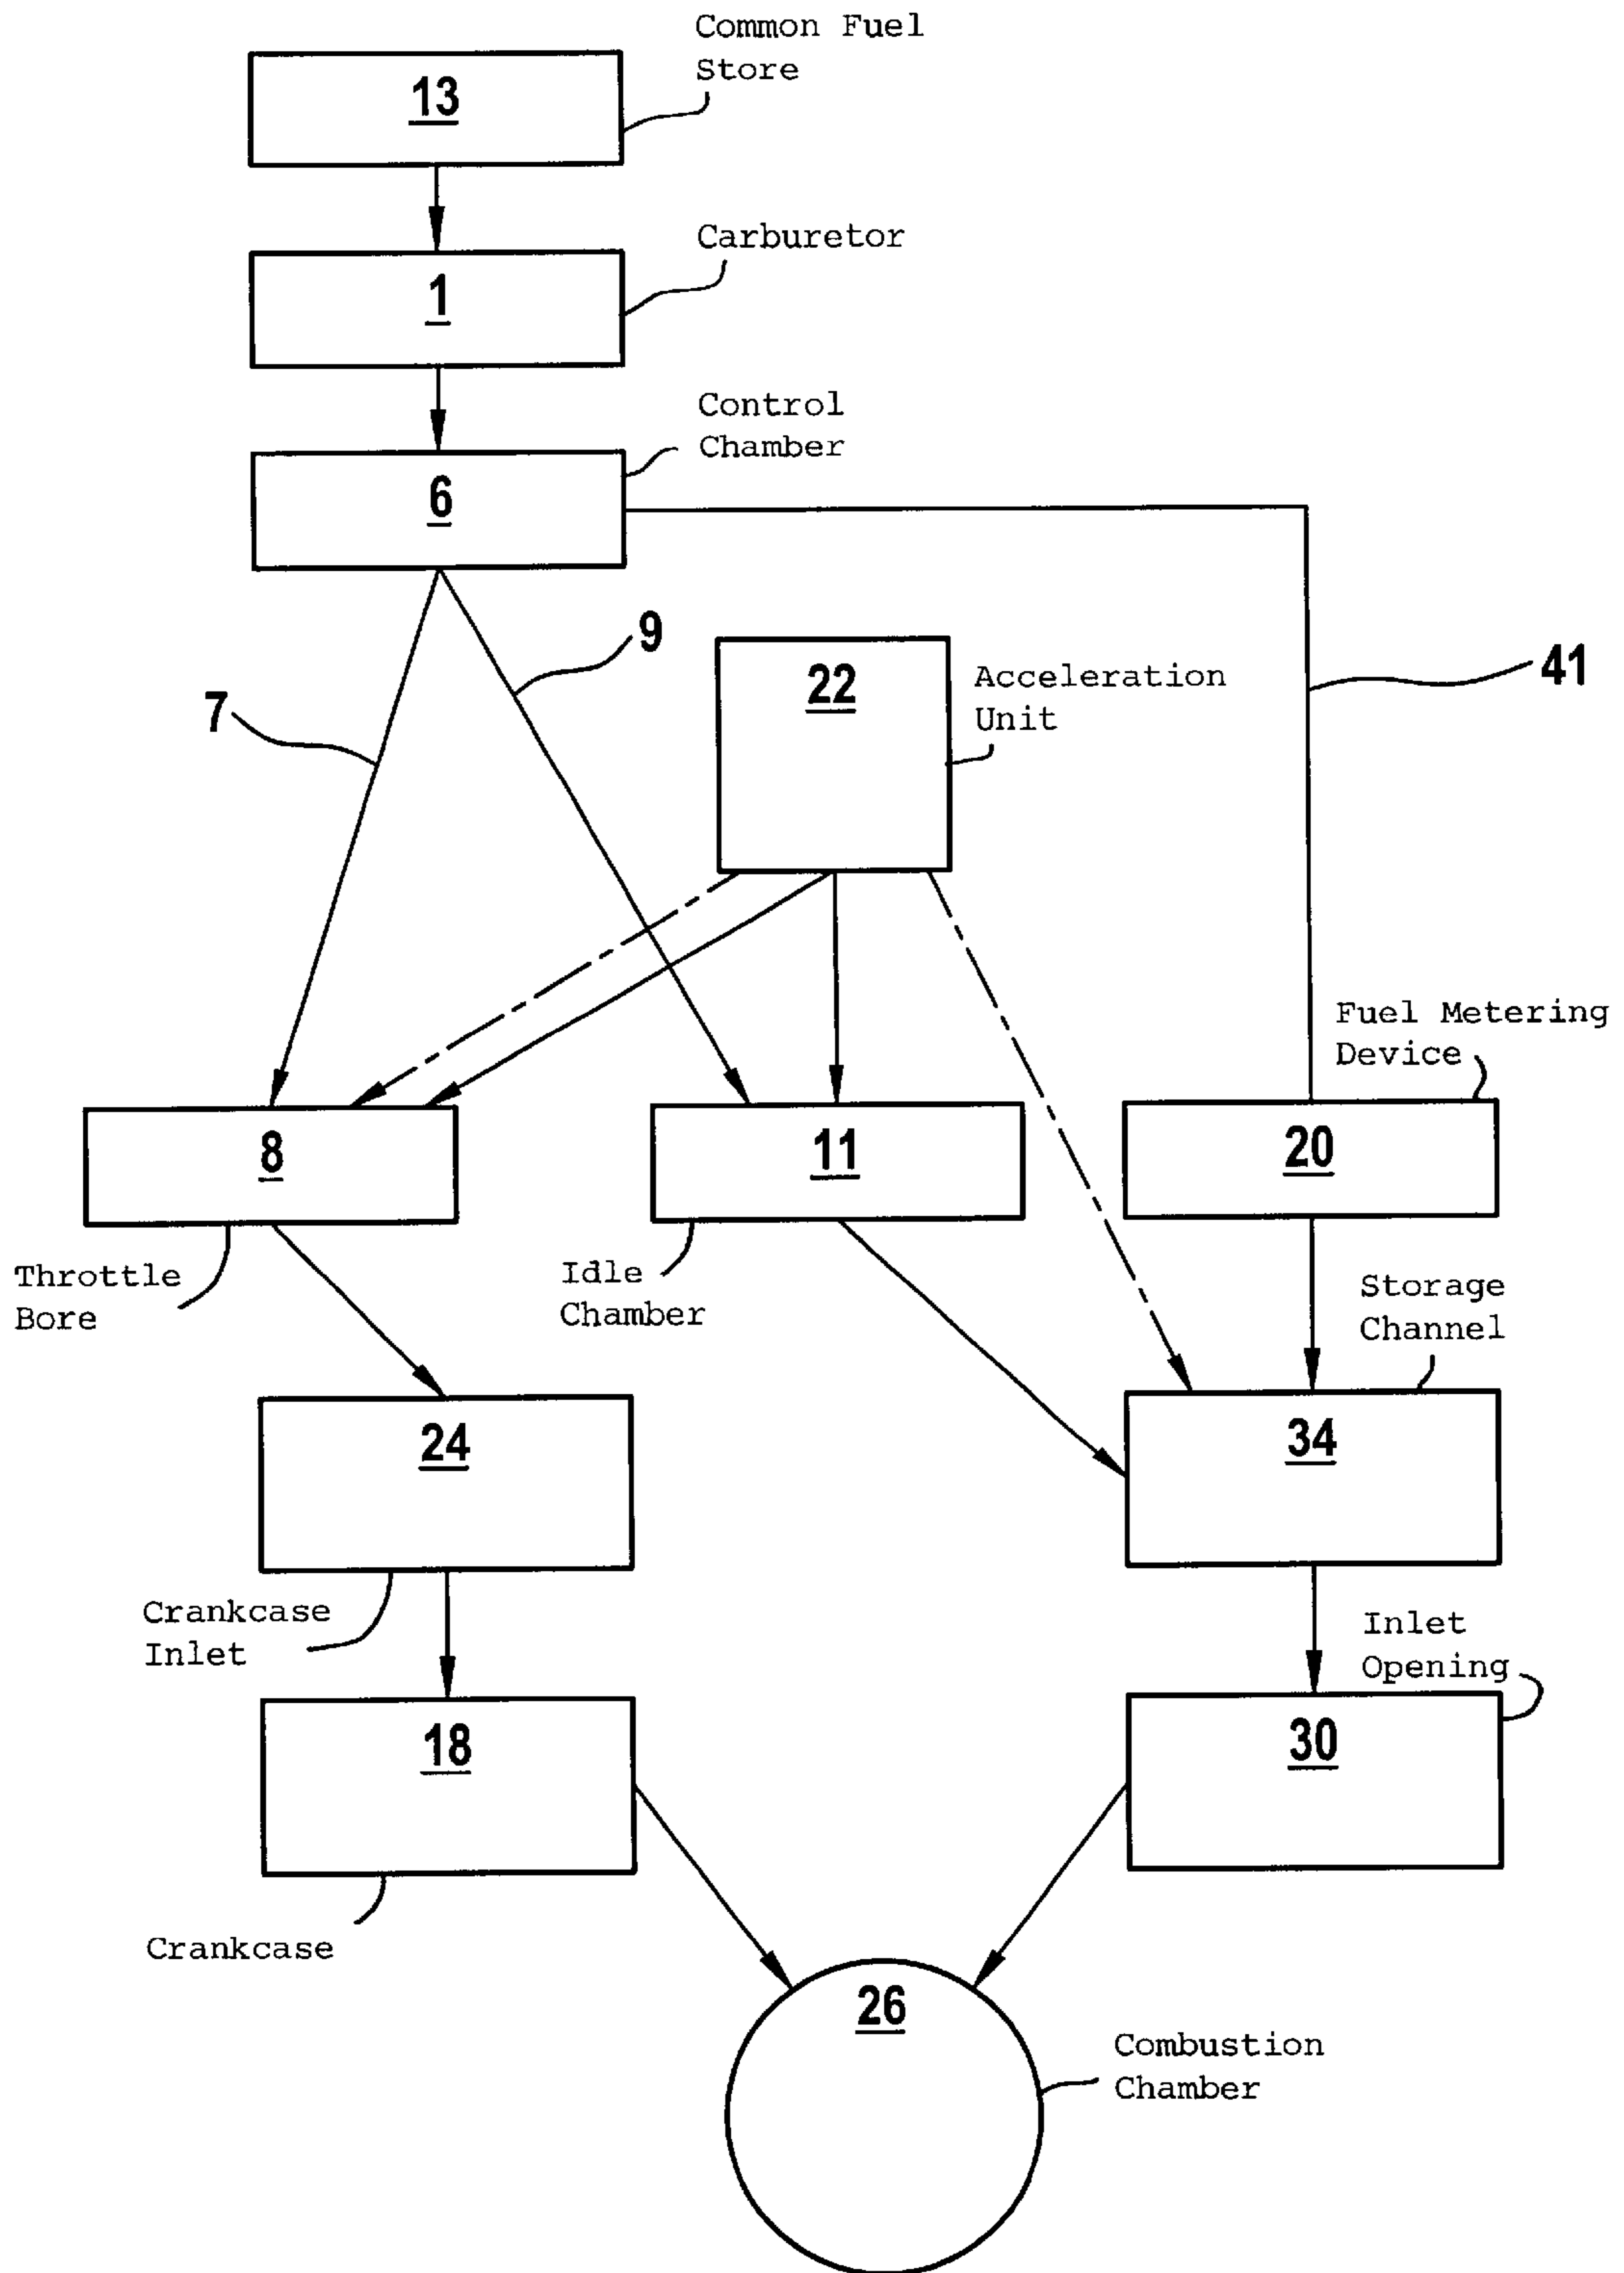 Common Fuel
Store
13
Carburetor
1
Control
Chamber
6
9
7
22
Acceleration
Unit
41
Fuel Metering
Device
8
11
20
Throttle
Bore
Idle
Chamber
Storage
Channel
24
34
Crankcase
Inlet
Inlet
Opening
18
30
Crankcase
26
Combustion
Chamber